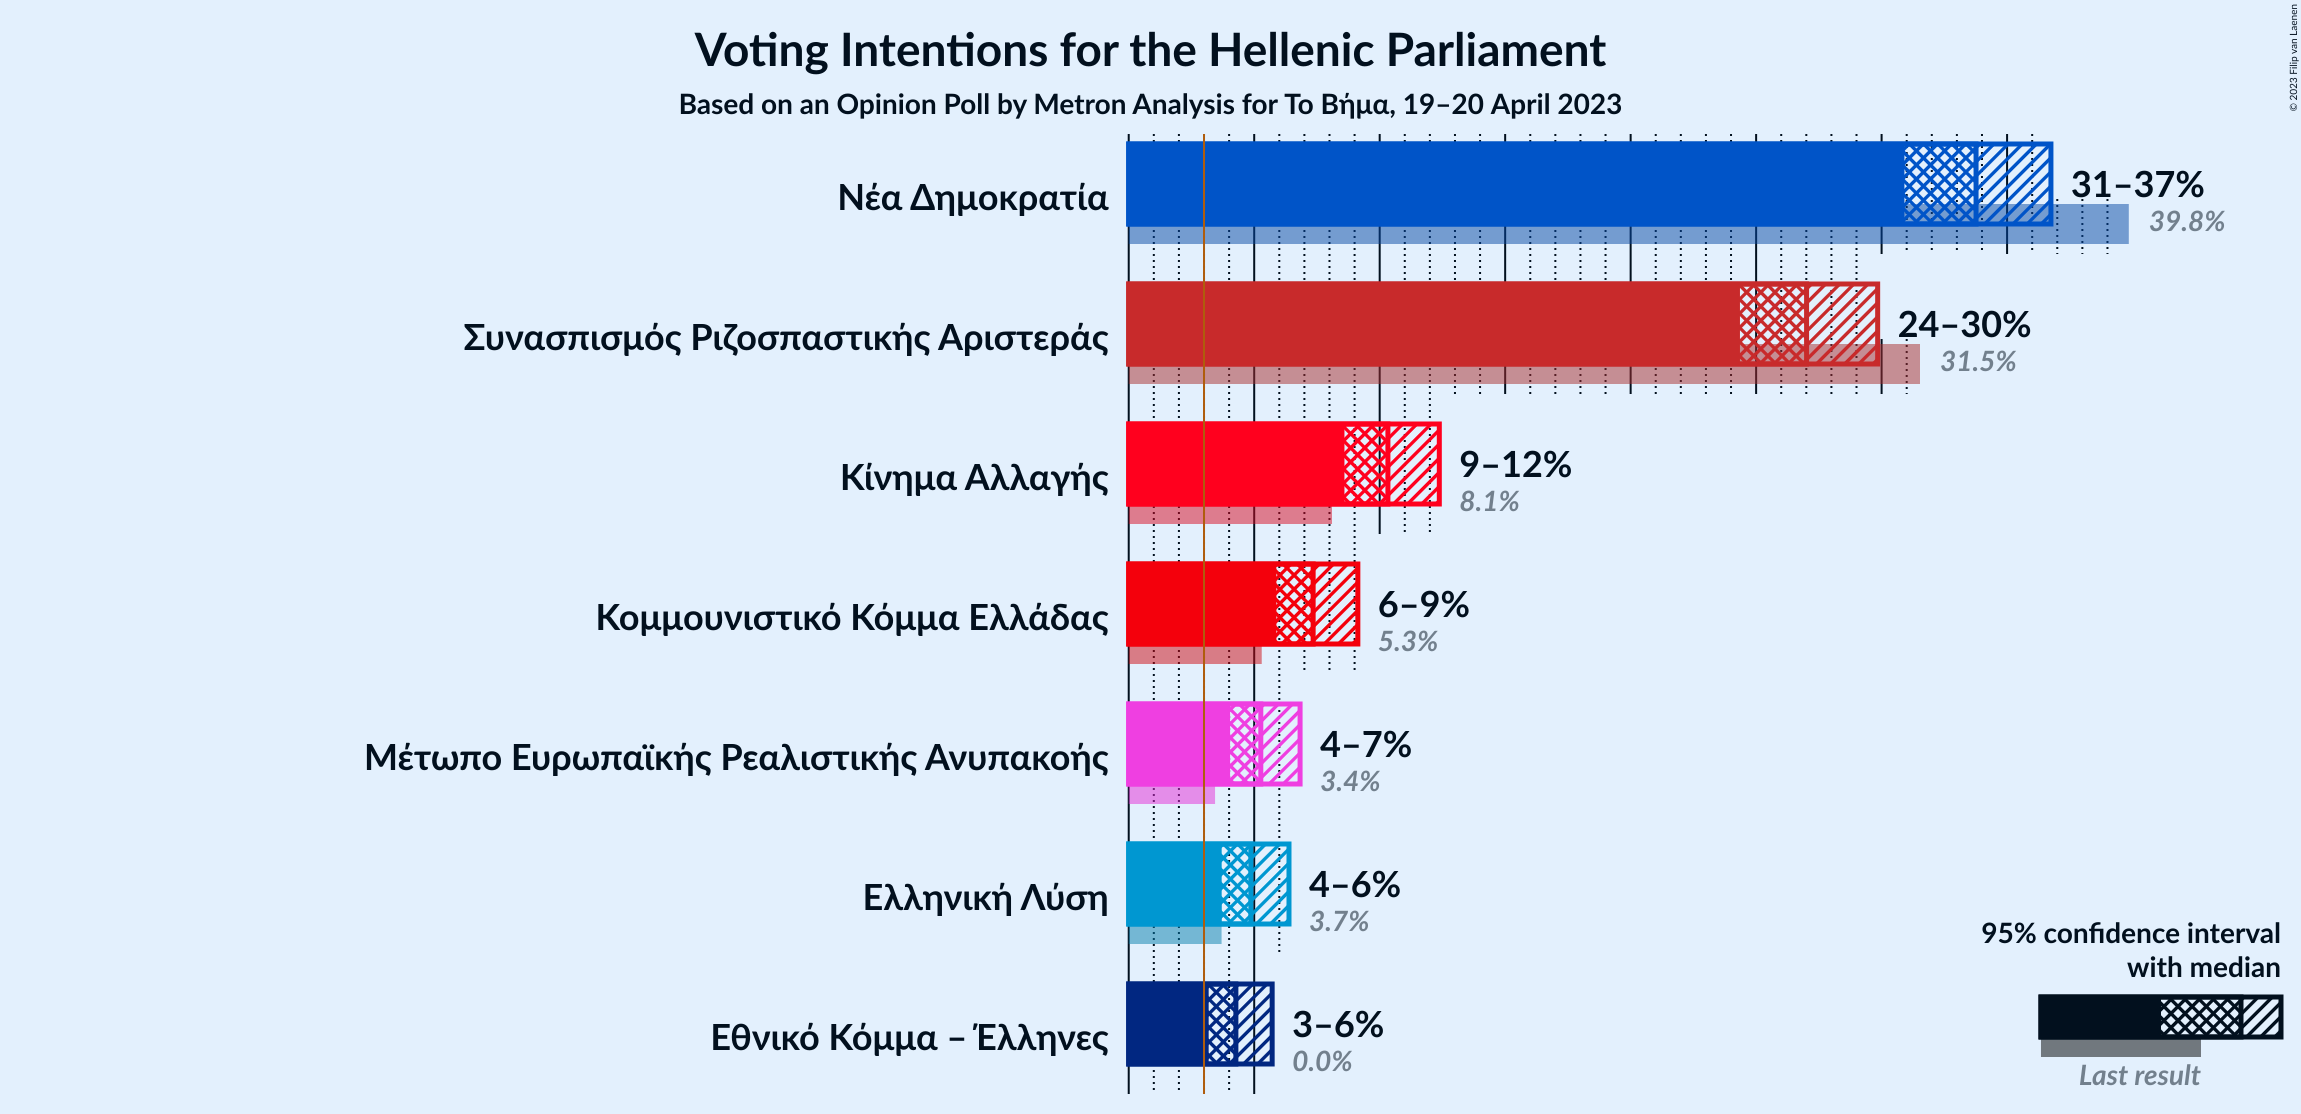 Voting Intentions for the Hellenic Parliament
Based on an Opinion Poll by Metron Analysis for Το Βήμα, 19–20 April 2023
© 2023 Filip van Laenen
Νέα Δημοκρατία
31–37%
39.8%
Συνασπισμός Ριζοσπαστικής Αριστεράς
24–30%
31.5%
Κίνημα Αλλαγής
9–12%
8.1%
Κομμουνιστικό Κόμμα Ελλάδας
6–9%
5.3%
Μέτωπο Ευρωπαϊκής Ρεαλιστικής Ανυπακοής
4–7%
3.4%
Ελληνική Λύση
4–6%
3.7%
Εθνικό Κόμμα – Έλληνες
3–6%
0.0%
95% confidence interval
with median
Last result